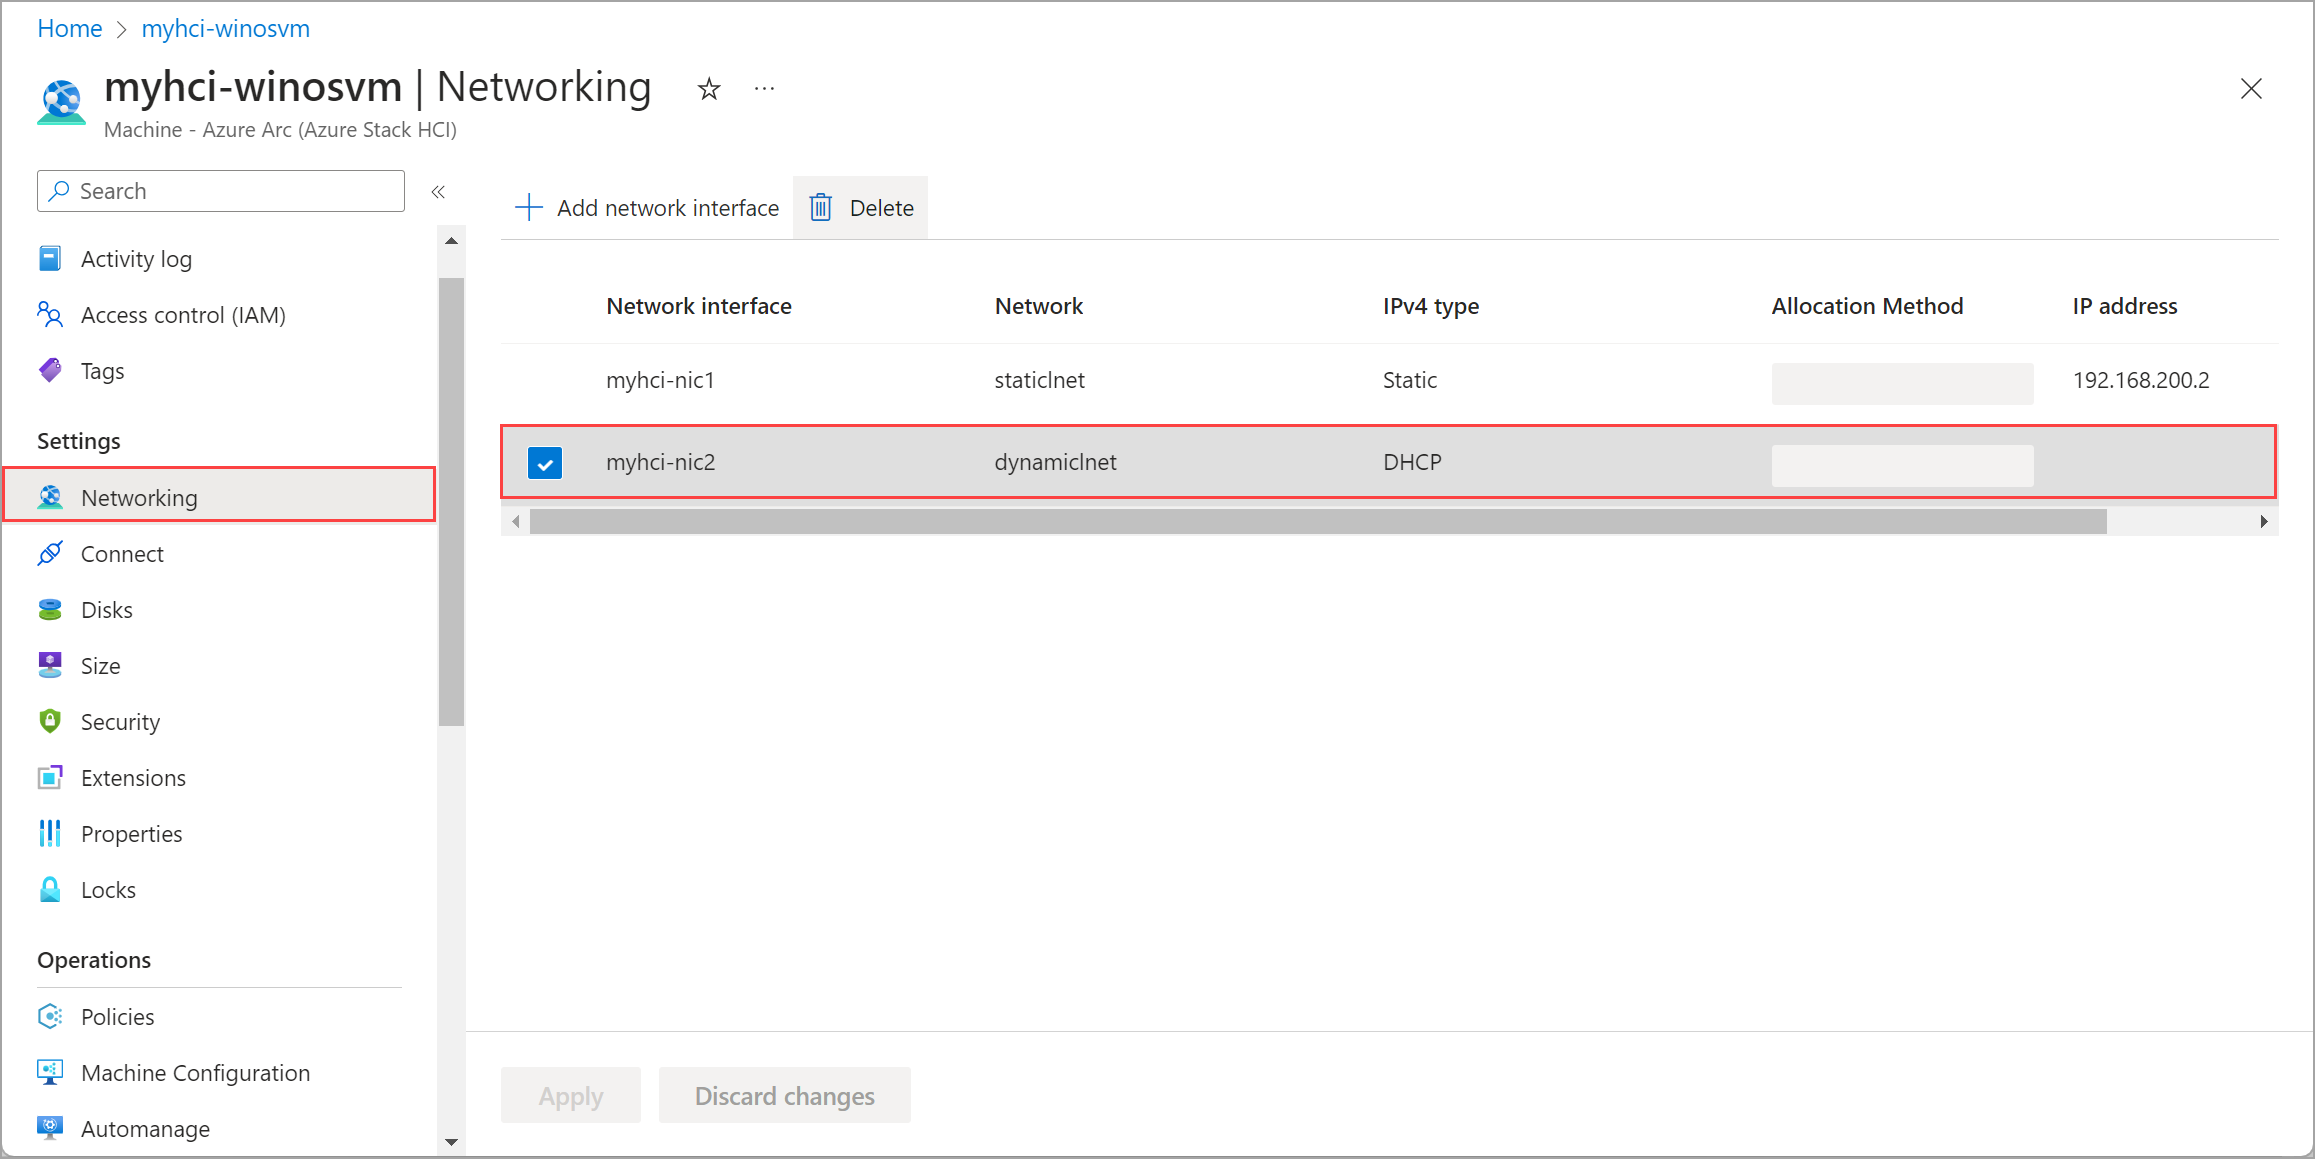 Home > myhci-winosvm
myhci-winosvm | Networking
Machine - Azure Arc (Azure Stack HCI)
Search
Activity log
Access control (IAM)
Tags
Settings
Networking
Connect
Disks
Size
Security
Extensions
Properties
Locks
Operations
Policies
Machine Configuration
Automanage
Add network interface Delete
Network interface Network IPv4 type Allocation Method IP address
myhci-nic1 staticlnet Static 192.168.200.2
myhci-nic2 dynamiclnet DHCP
Apply Discard changes